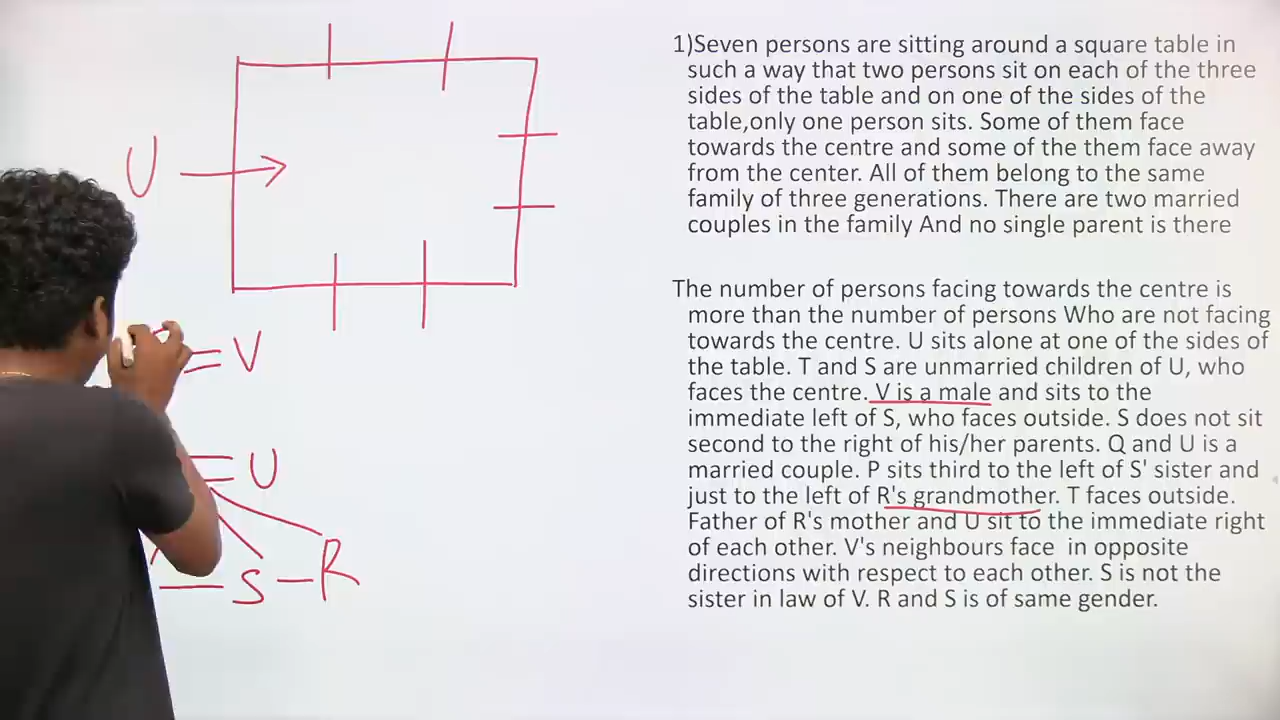 1)Seven persons are sitting around a square table in
such a way that two persons sit on each of the three
sides of the table and on one of the sides of the
table,only one person sits. Some of them face
towards the centre and some of the them face away
from the center. All of them belong to the same
family of three generations. There are two married
couples in the family And no single parent is there
The number of persons facing towards the centre is
more than the number of persons Who are not facing
towards the centre. U sits alone at one of the sides of
the table. T and S are unmarried children of U, who
faces the centre. V is a male and sits to the
immediate left of S, who faces outside. S does not sit
second to the right of his/her parents. Q and U is a
married couple. P sits third to the left of S' sister and
just to the left of R's grandmother. T faces outside.
Father of R's mother and U sit to the immediate right
of each other. V's neighbours face in opposite
directions with respect to each other. S is not the
sister in law of V. R and S is of same gender.
U
= V
= U
S – R